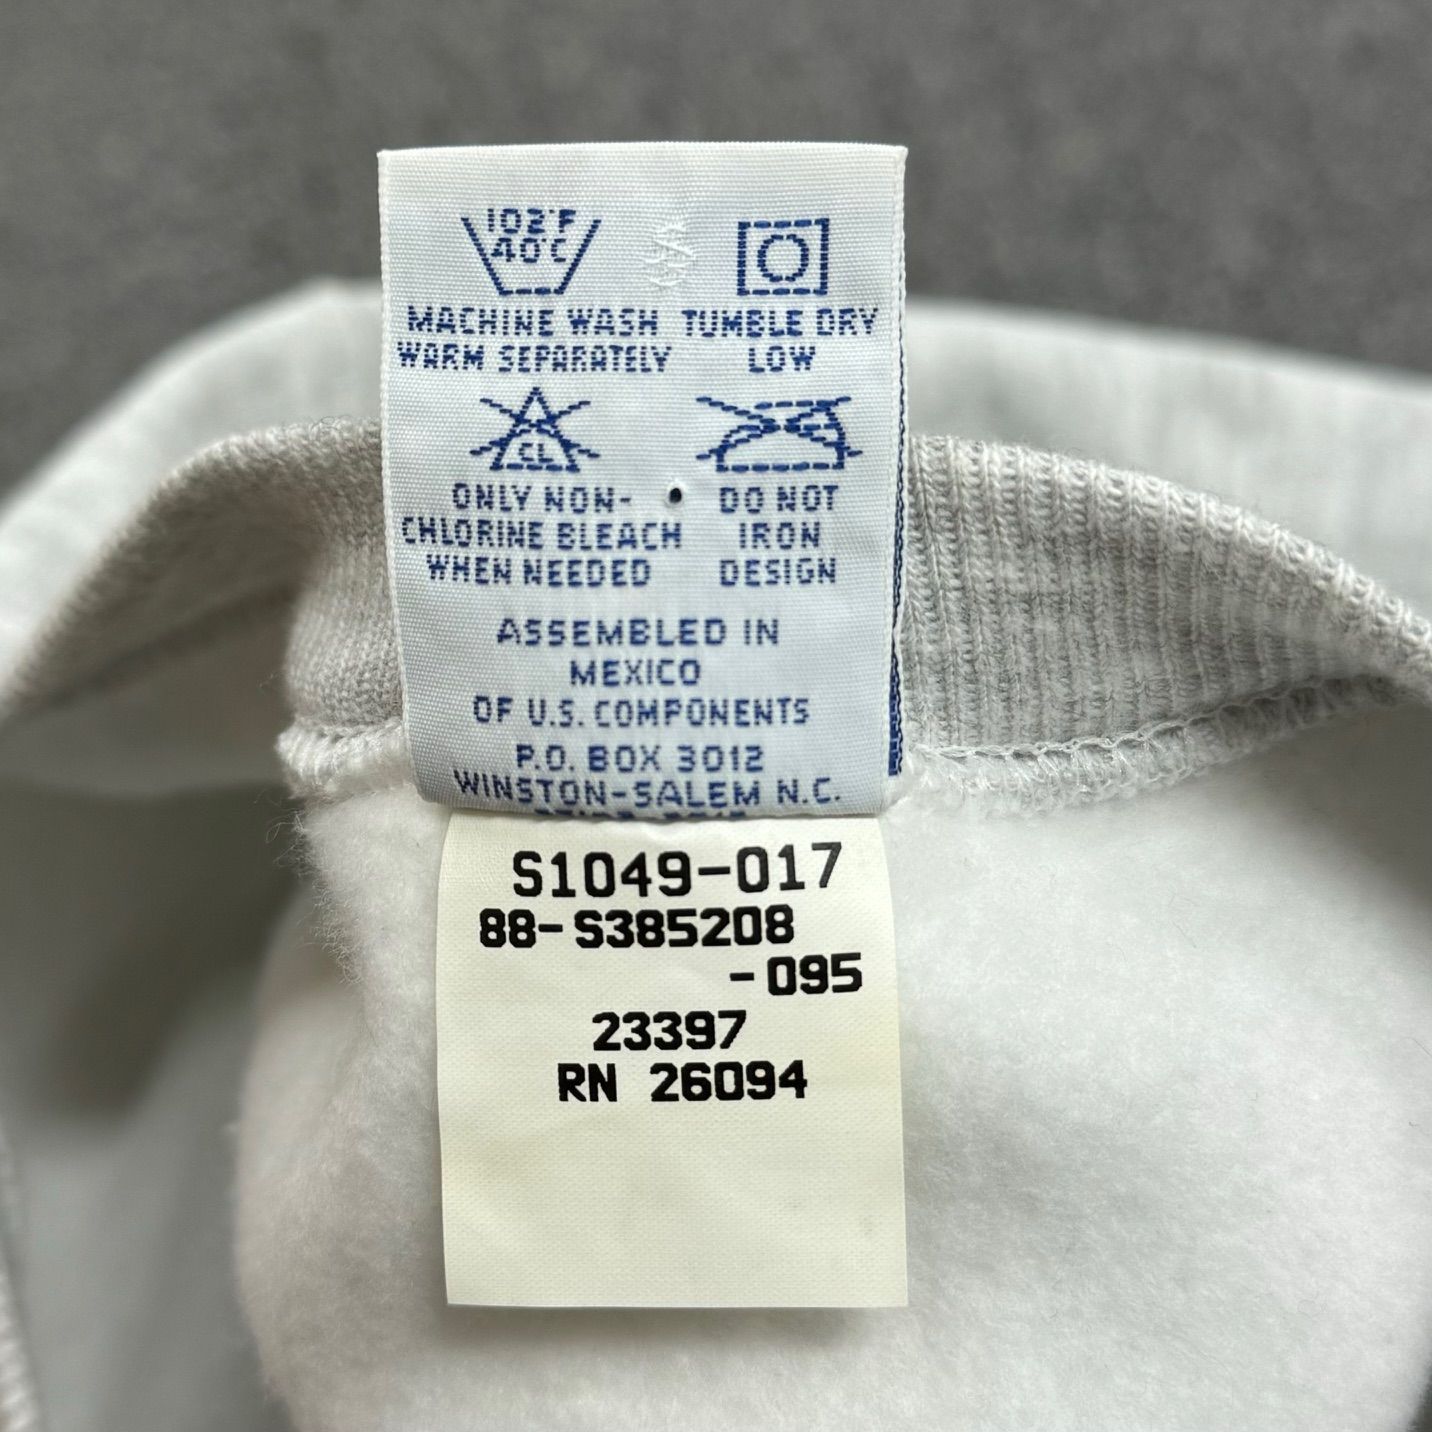 102°F
40°C
MACHINE WASH
WARM SEPARATELY
TUMBLE DRY
LOW
CL
ONLY NON-
CHLORINE BLEACH
WHEN NEEDED
DO NOT
IRON
DESIGN
ASSEMBLED IN
MEXICO
OF U.S. COMPONENTS
P.O. BOX 3012
WINSTON-SALEM N.C.
S1049-017
88-S385208
-095
23397
RN 26094